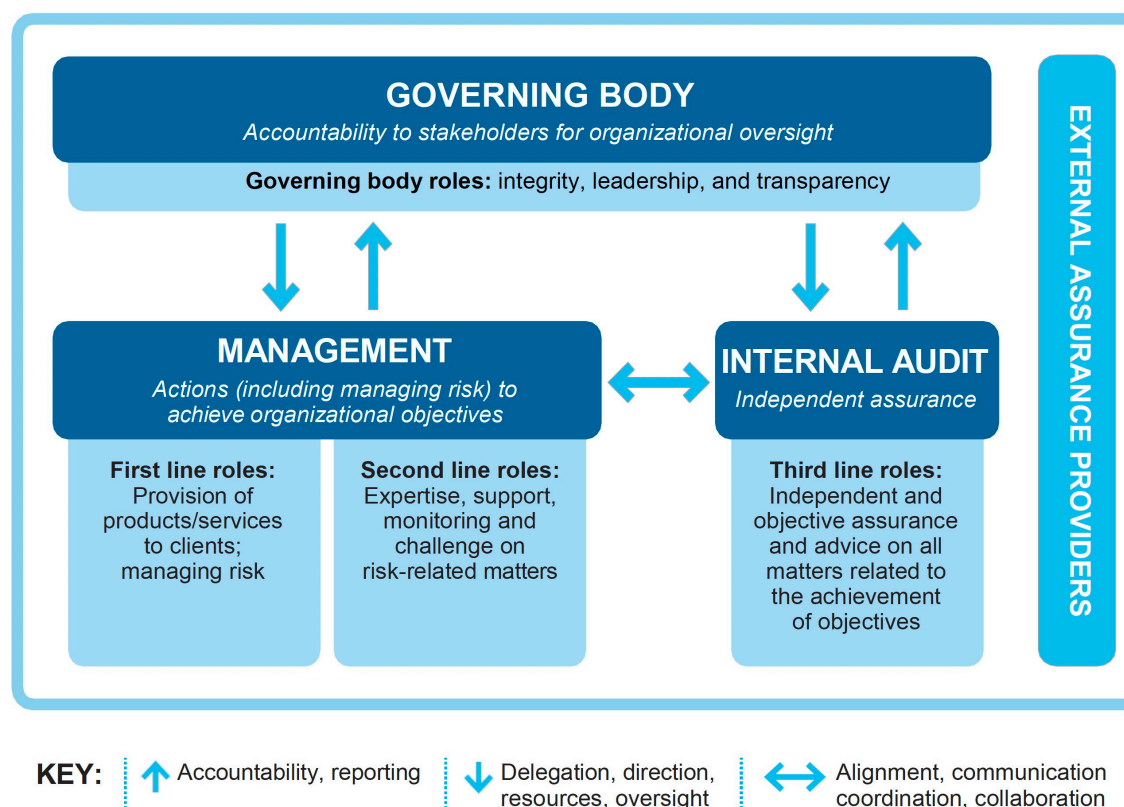 GOVERNING BODY
Accountability to stakeholders for organizational oversight
Governing body roles: integrity, leadership, and transparency
MANAGEMENT
Actions (including managing risk) to
achieve organizational objectives
INTERNAL AUDIT
Independent assurance
First line roles:
Provision of
products/services
to clients;
managing risk
Second line roles:
Expertise, support,
monitoring and
challenge on
risk-related matters
Third line roles:
Independent and
objective assurance
and advice on all
matters related to
the achievement
of objectives
EXTERNAL ASSURANCE PROVIDERS
KEY:
Accountability, reporting
Delegation, direction,
resources, oversight
Alignment, communication
coordination, collaboration